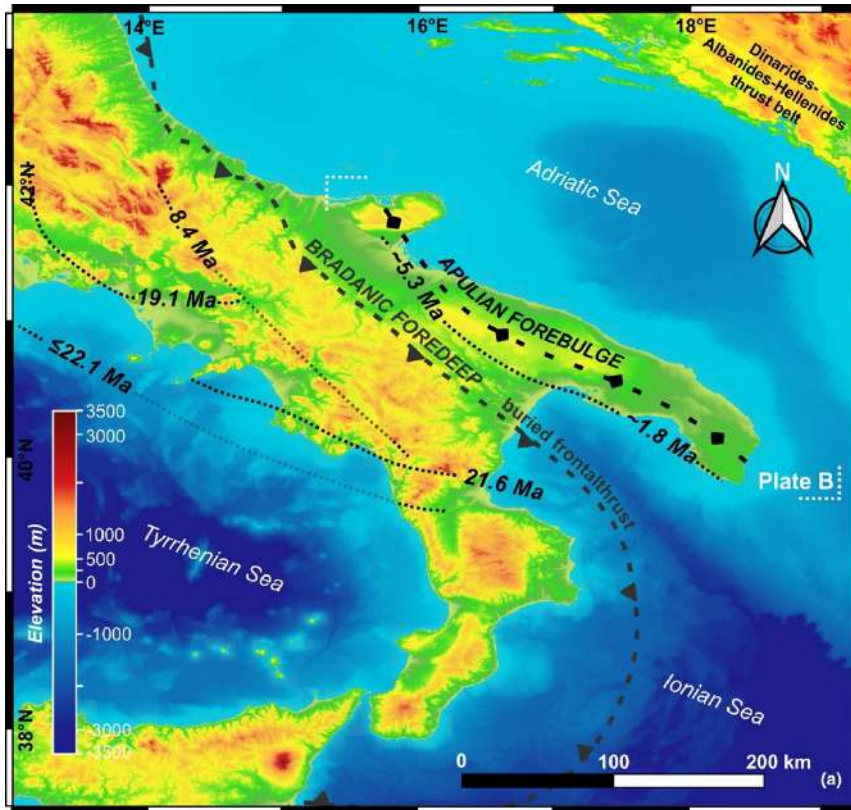 14°E
16°E
18°E
Dinarides-
Albanides-Hellenides
thrust belt
42°N
Adriatic Sea
N
8.4 Ma
~5.3 Ma
APULIAN FOREBULGE
BRADANIC FOREDEEP
19.1 Ma
≤22.1 Ma
buried frontalthrust
~1.8 Ma
40°N
Plate B
21.6 Ma
Tyrrhenian Sea
Elevation (m)
3500
3000
1000
500
0
-1000
-3000
-3500
Ionian Sea
38°N
0
100
200 km
(a)